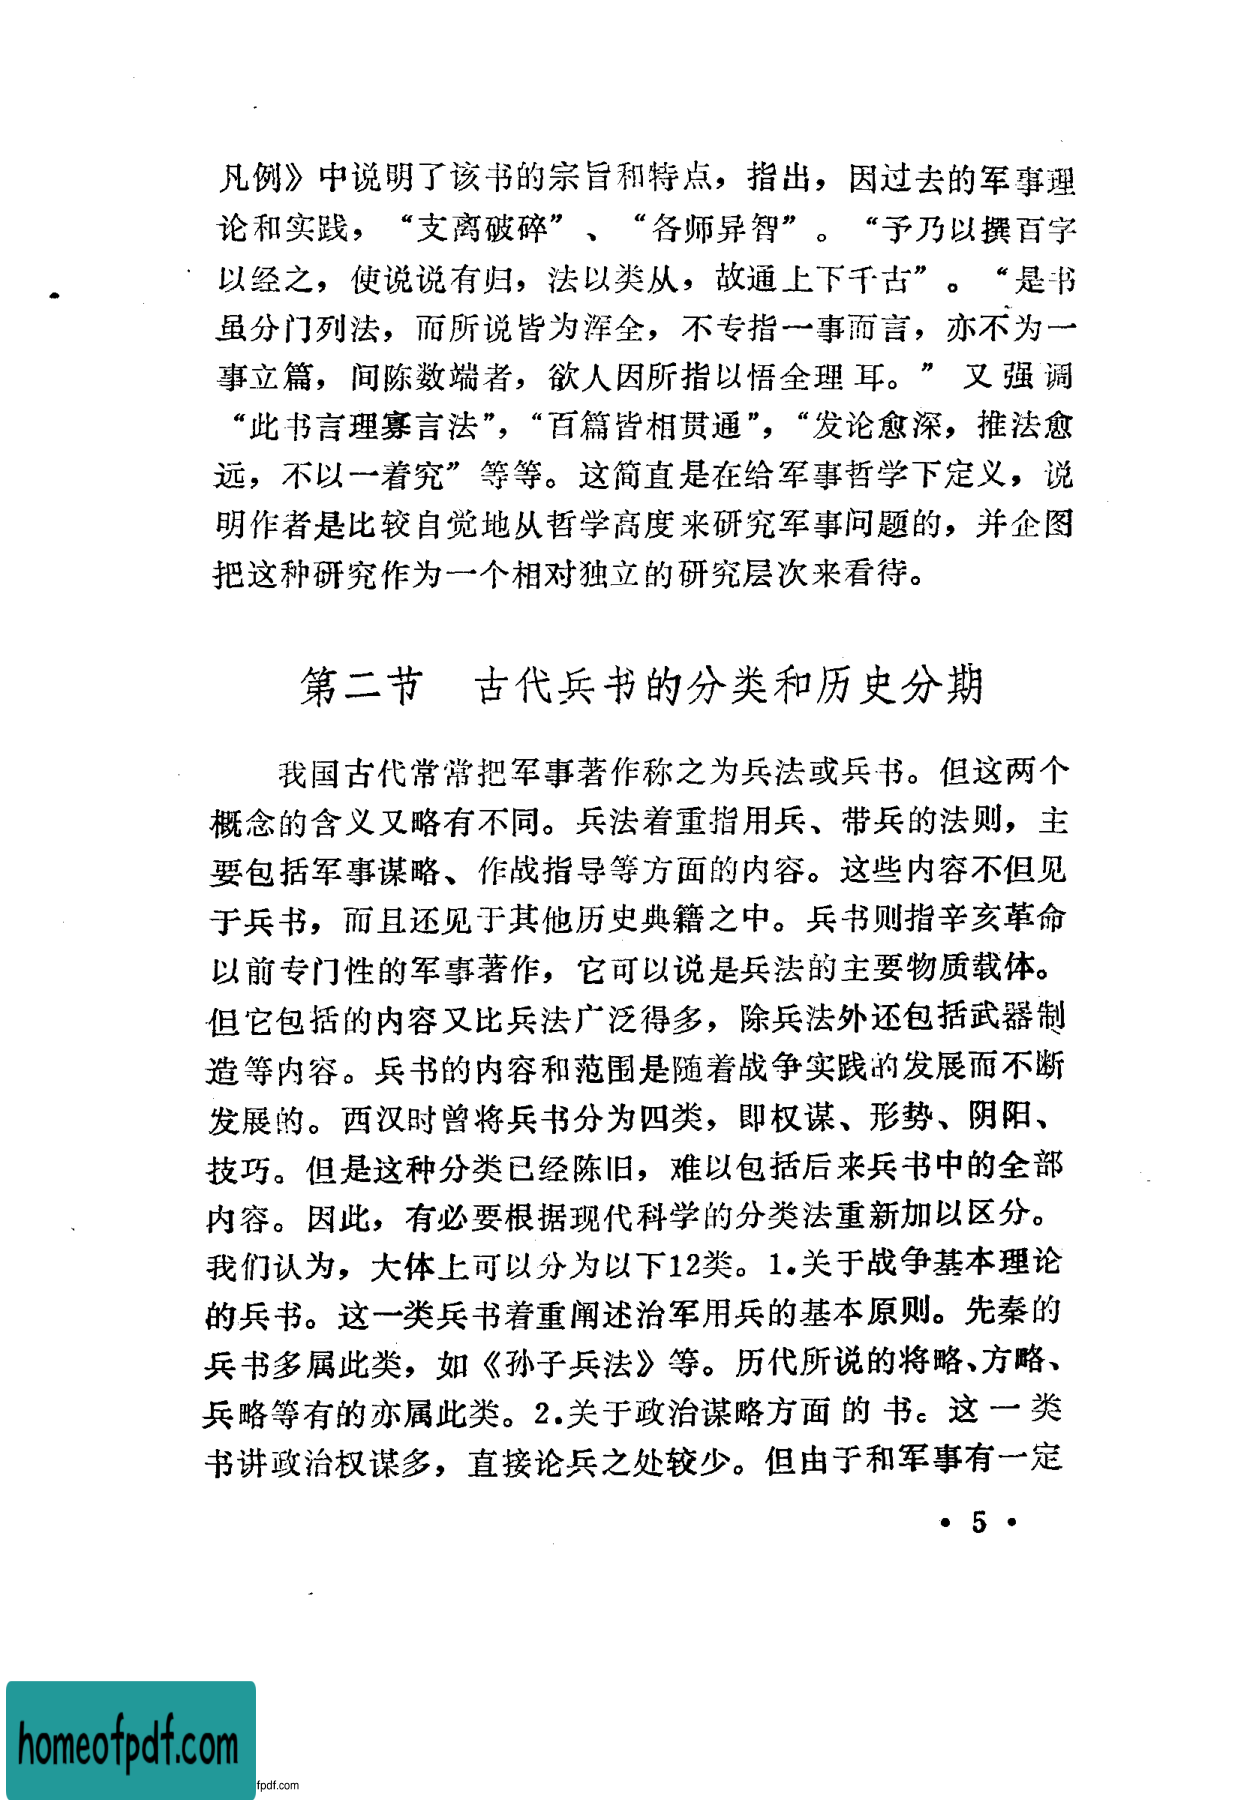 凡例》中说明了该书的宗旨和特点，指出，因过去的军事理
论和实践，“支离破碎”、“各师异智”。“予乃以撰百字
以经之，使说说有归，法以类从，故通上下千古”。“是书
虽分门列法，而所说皆为浑全，不专指一事而言，亦不为一
事立篇，间陈数端者，欲人因所指以悟全理耳。”又强调
“此书言理寡言法”，“百篇皆相贯通”，“发论愈深，推法愈
远，不以一着究”等等。这简直是在给军事哲学下定义，说
明作者是比较自觉地从哲学高度来研究军事问题的，并企图
把这种研究作为一个相对独立的研究层次来看待。
第二节 古代兵书的分类和历史分期
我国古代常常把军事著作称之为兵法或兵书。但这两个
概念的含义又略有不同。兵法着重指用兵、带兵的法则，主
要包括军事谋略、作战指导等方面的内容。这些内容不但见
于兵书，而且还见于其他历史典籍之中。兵书则指辛亥革命
以前专门性的军事著作，它可以说是兵法的主要物质载体。
但它包括的内容又比兵法广泛得多，除兵法外还包括武器制
造等内容。兵书的内容和范围是随着战争实践的发展而不断
发展的。西汉时曾将兵书分为四类，即权谋、形势、阴阳、
技巧。但是这种分类已经陈旧，难以包括后来兵书中的全部
内容。因此，有必要根据现代科学的分类法重新加以区分。
我们认为，大体上可以分为以下12类。1.关于战争基本理论
的兵书。这一类兵书着重阐述治军用兵的基本原则。先秦的
兵书多属此类，如《孙子兵法》等。历代所说的将略、方略、
兵略等有的亦属此类。2.关于政治谋略方面的书。这一类
书讲政治权谋多，直接论兵之处较少。但由于和军事有一定
• 5 •
homeofpdf.com
fpdf.com